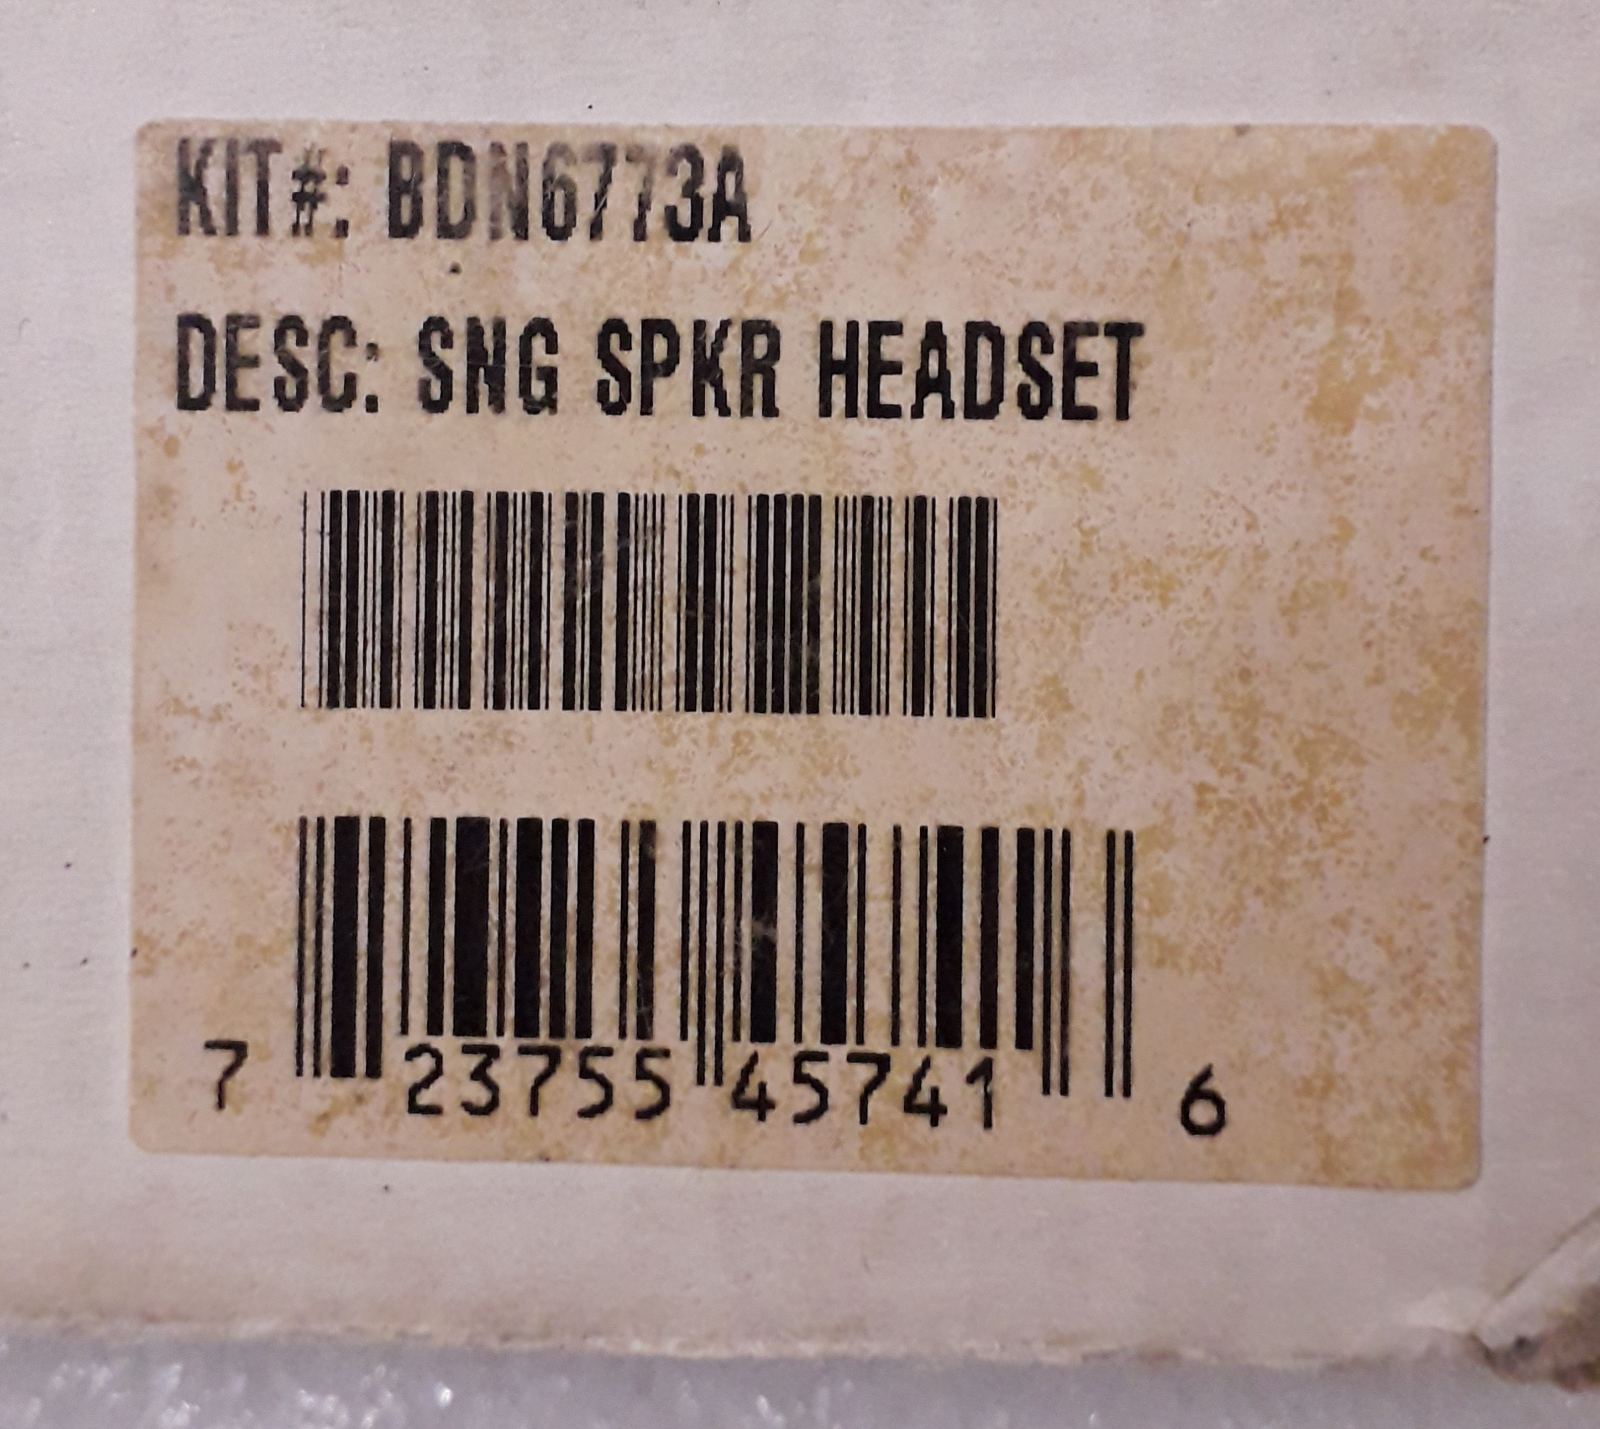 KIT#: BDN6773A
DESC: SNG SPKR HEADSET
7 23755 45741 6